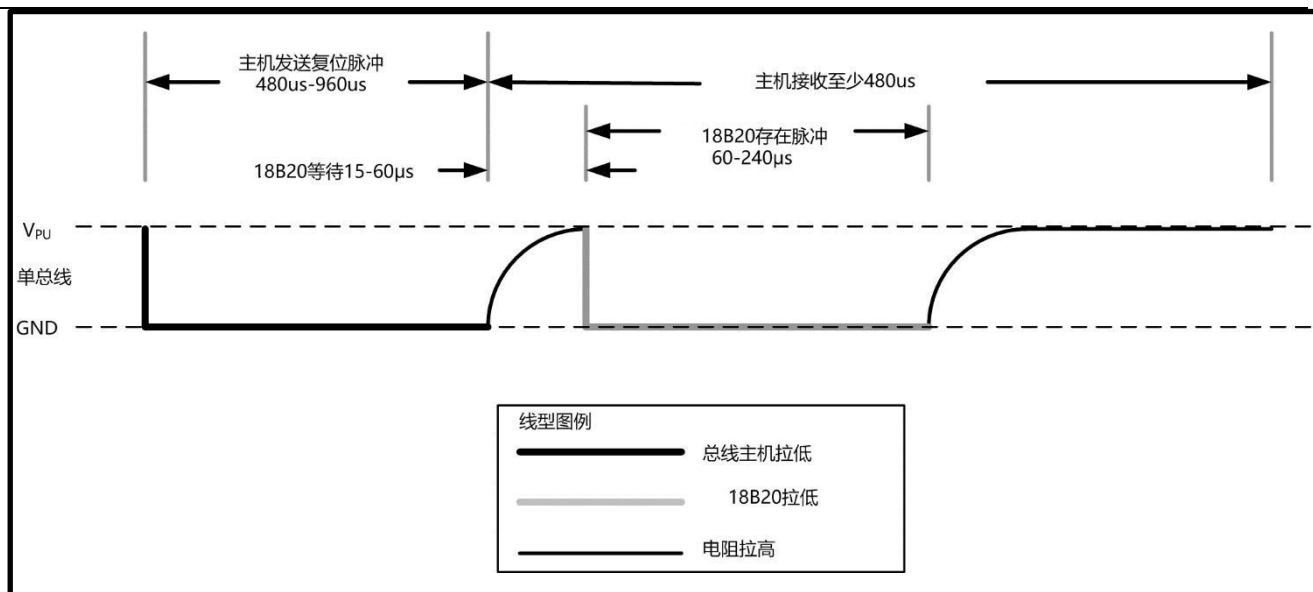 主机发送复位脉冲
480us-960us
主机接收至少480us
18B20存在脉冲
60-240μs
18B20等待15-60μs
VPU
单总线
GND
线型图例
总线主机拉低
18B20拉低
电阻拉高